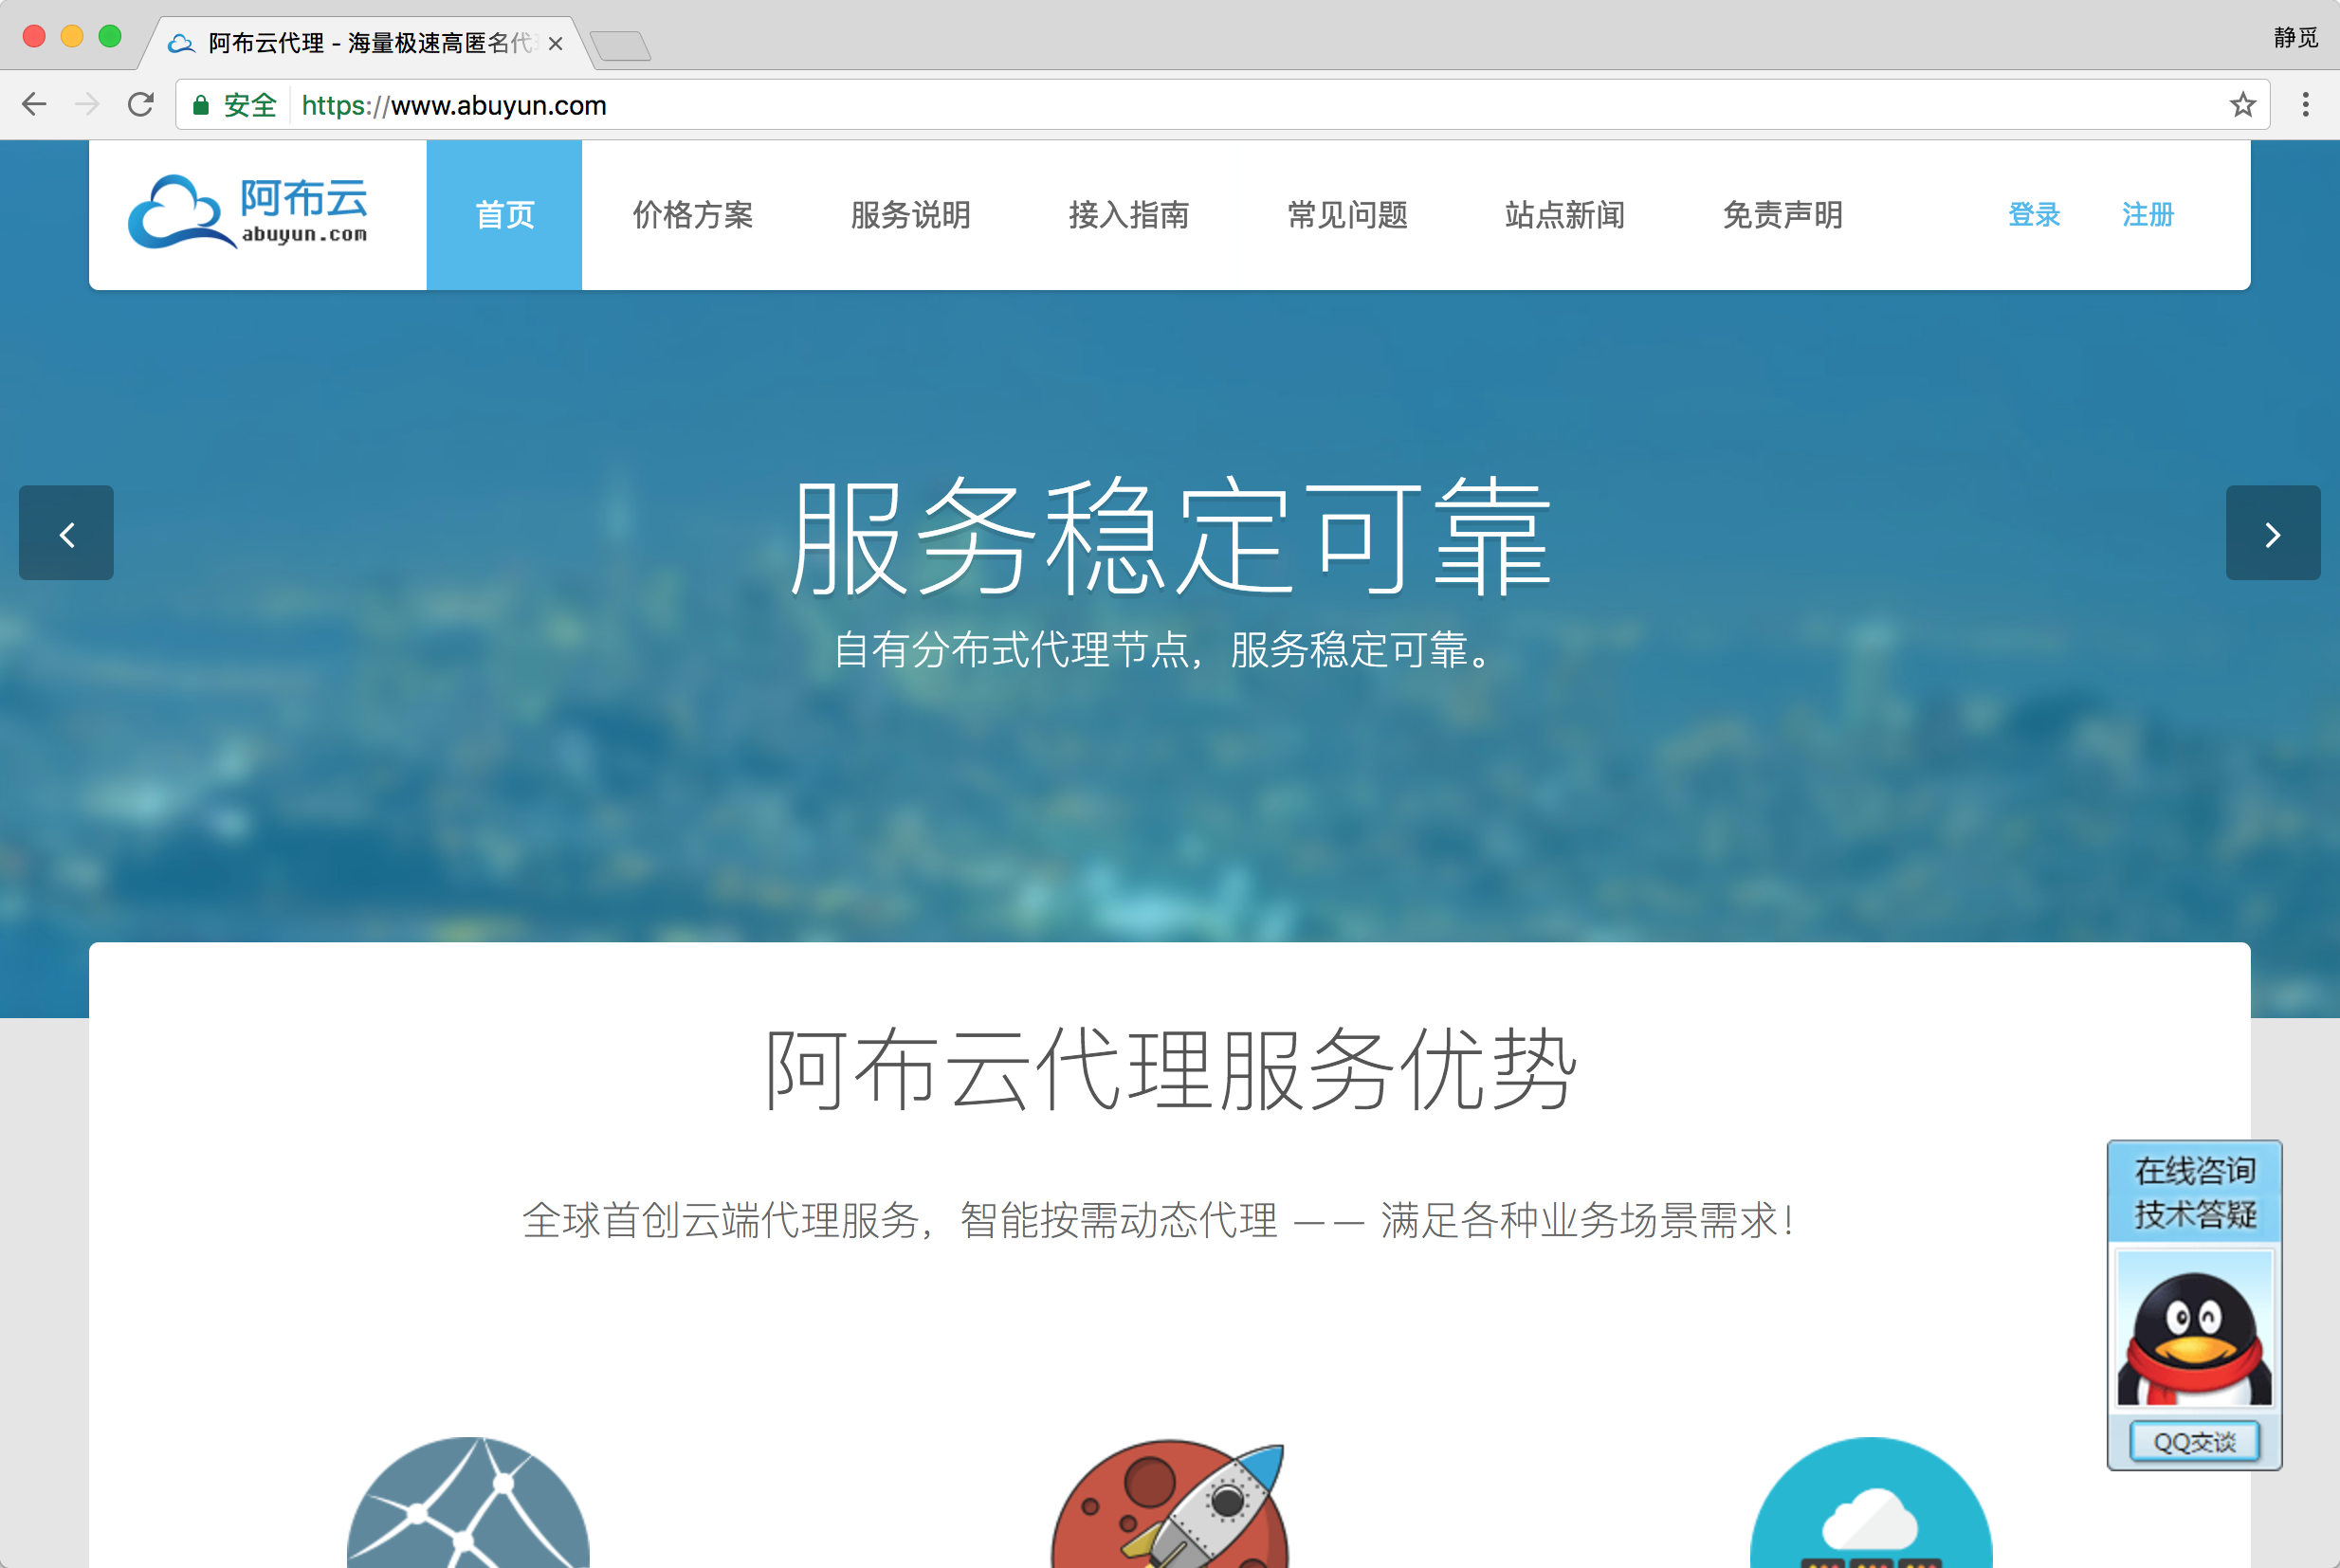 阿布云代理 - 海量极速高匿名代
静觅
安全 https://www.abuyun.com
阿布云
abuyun.com
首页 价格方案 服务说明 接入指南 常见问题 站点新闻 免责声明 登录 注册
服务稳定可靠
自有分布式代理节点，服务稳定可靠。
阿布云代理服务优势
全球首创云端代理服务，智能按需动态代理 —— 满足各种业务场景需求！
在线咨询
技术答疑
QQ交谈